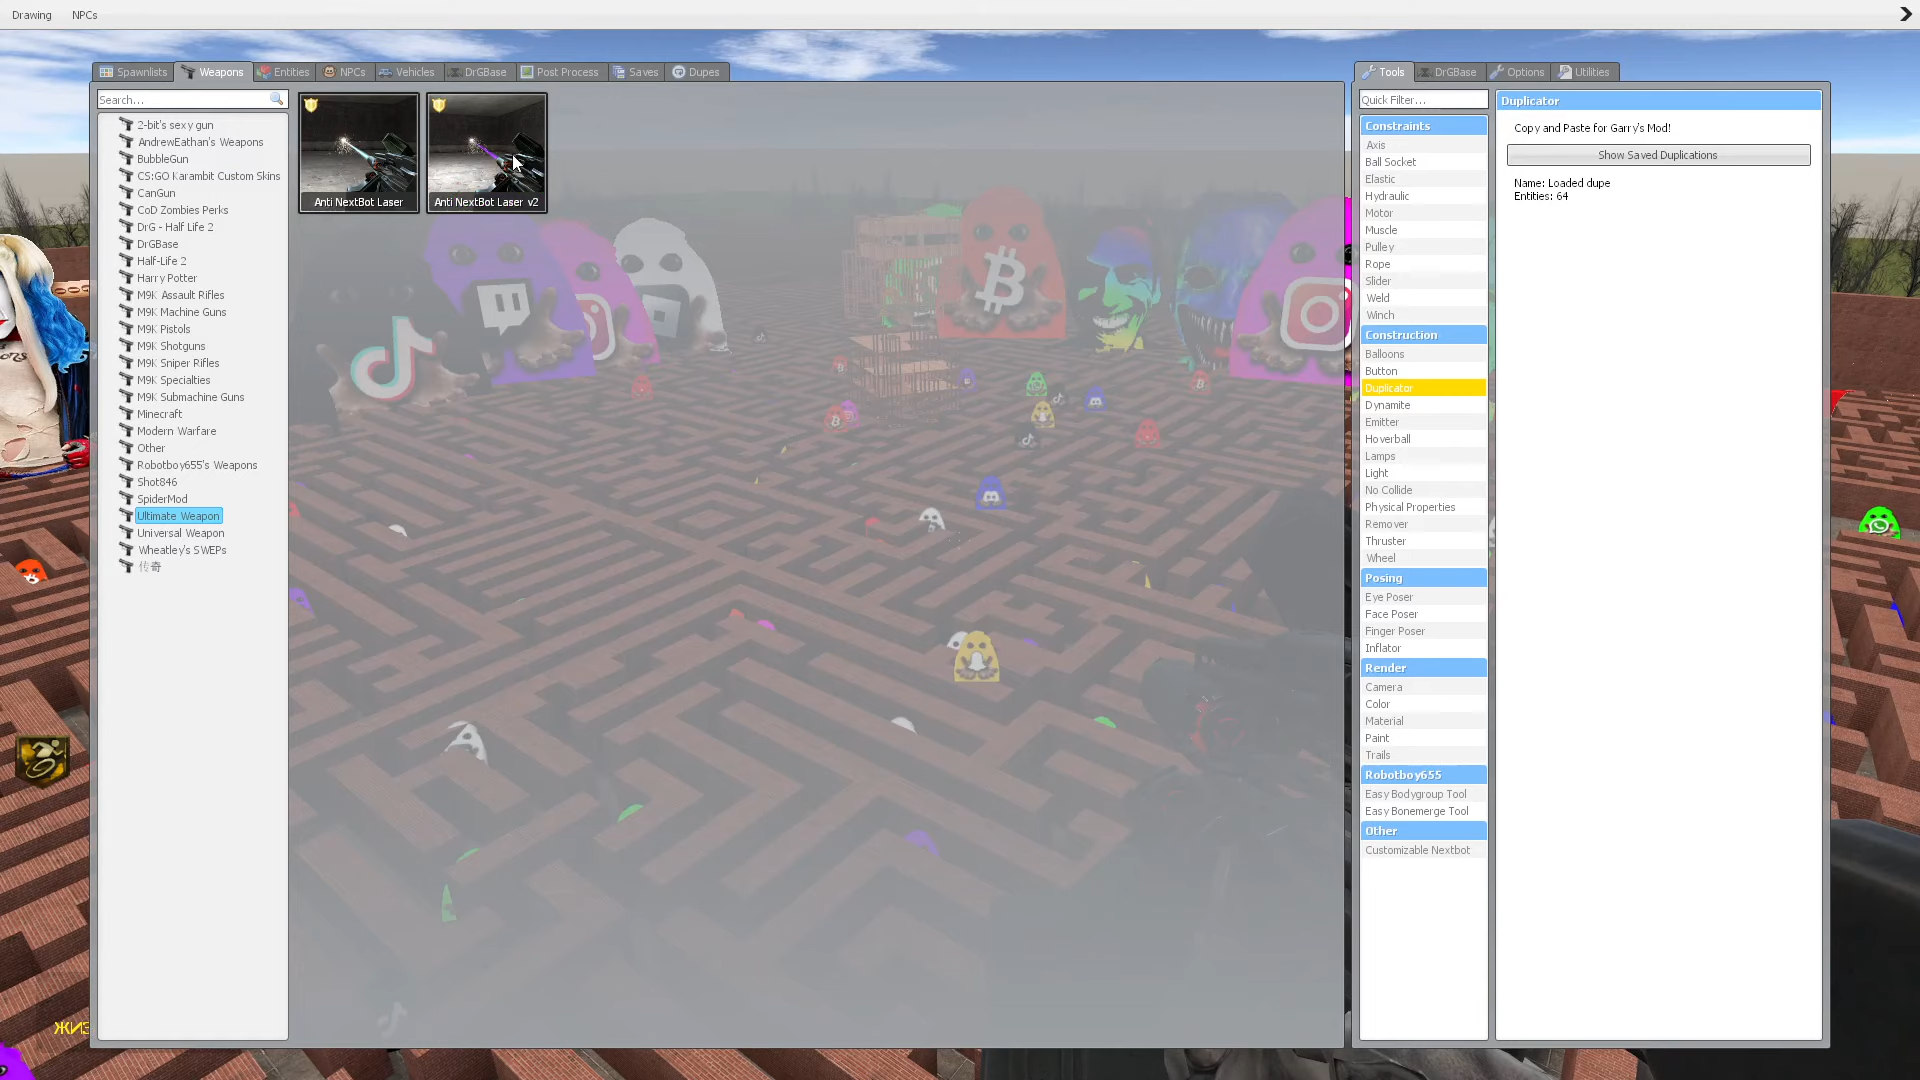 Drawing NPCs
Spawnlists Weapons Entities NPCs Vehicles DrGBase Post Process Saves Dupes
Search...
2-bit's sexy gun
AndrewEathan's Weapons
BubbleGun
CS:GO Karambit Custom Skins
CanGun
CoD Zombies Perks
DrG - Half Life 2
DrGBase
Half-Life 2
Harry Potter
M9K Assault Rifles
M9K Machine Guns
M9K Pistols
M9K Shotguns
M9K Sniper Rifles
M9K Specialties
M9K Submachine Guns
Minecraft
Modern Warfare
Other
Robotboy655's Weapons
Shot846
SpiderMod
Ultimate Weapon
Universal Weapon
Wheatley's SWEPs
传奇
Anti NextBot Laser
Anti NextBot Laser v2
Tools DrGBase Options Utilities
Quick Filter...
Constraints
Axis
Ball Socket
Elastic
Hydraulic
Motor
Muscle
Pulley
Rope
Slider
Weld
Winch
Construction
Balloons
Button
Duplicator
Dynamite
Emitter
Hoverball
Lamps
Light
No Collide
Physical Properties
Remover
Thruster
Wheel
Posing
Eye Poser
Face Poser
Finger Poser
Inflator
Render
Camera
Color
Material
Paint
Trails
Robotboy655
Easy Bodygroup Tool
Easy Bonemerge Tool
Other
Customizable Nextbot
Duplicator
Copy and Paste for Garry's Mod!
Show Saved Duplications
Name: Loaded dupe
Entities: 64